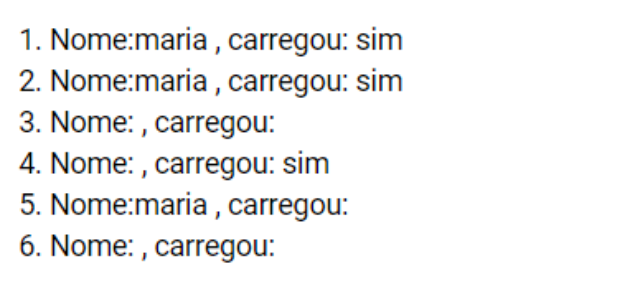 1. Nome:maria , carregou: sim
2. Nome:maria , carregou: sim
3. Nome: , carregou:
4. Nome: , carregou: sim
5. Nome:maria , carregou:
6. Nome: , carregou: